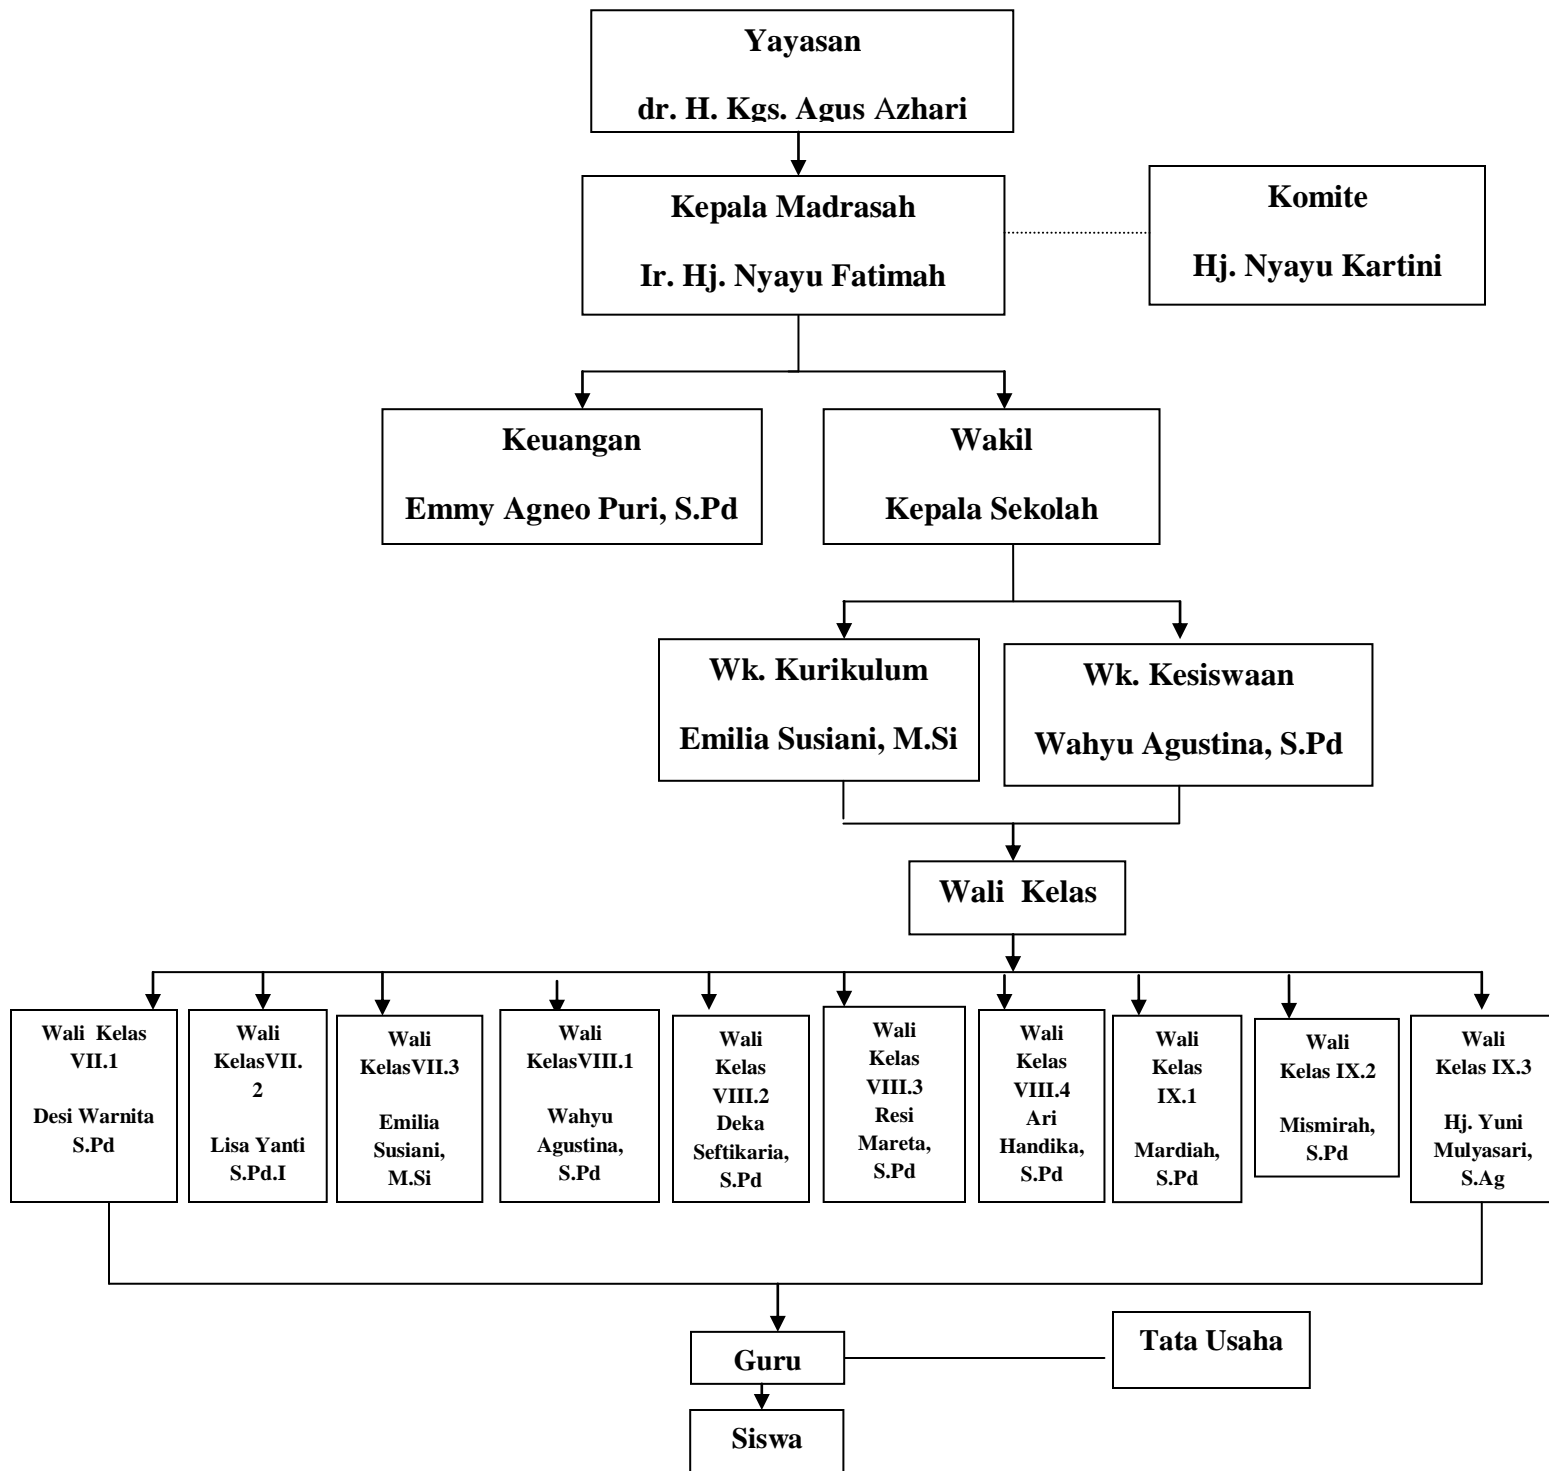 Yayasan
dr. H. Kgs. Agus Azhari
Kepala Madrasah
Ir. Hj. Nyayu Fatimah
Komite
Hj. Nyayu Kartini
Keuangan
Emmy Agneo Puri, S.Pd
Wakil
Kepala Sekolah
Wk. Kurikulum
Emilia Susiani, M.Si
Wk. Kesiswaan
Wahyu Agustina, S.Pd
Wali Kelas
Wali Kelas
VII.1
Desi Warnita
S.Pd
Wali
KelasVII.
2
Lisa Yanti
S.Pd.I
Wali
KelasVII.3
Emilia
Susiani,
M.Si
Wali
KelasVIII.1
Wahyu
Agustina,
S.Pd
Wali
Kelas
VIII.2
Deka
Seftikaria,
S.Pd
Wali
Kelas
VIII.3
Resi
Mareta,
S.Pd
Wali
Kelas
VIII.4
Ari
Handika,
S.Pd
Wali
Kelas
IX.1
Mardiah,
S.Pd
Wali
Kelas IX.2
Mismirah,
S.Pd
Wali
Kelas IX.3
Hj. Yuni
Mulyasari,
S.Ag
Guru
Tata Usaha
Siswa